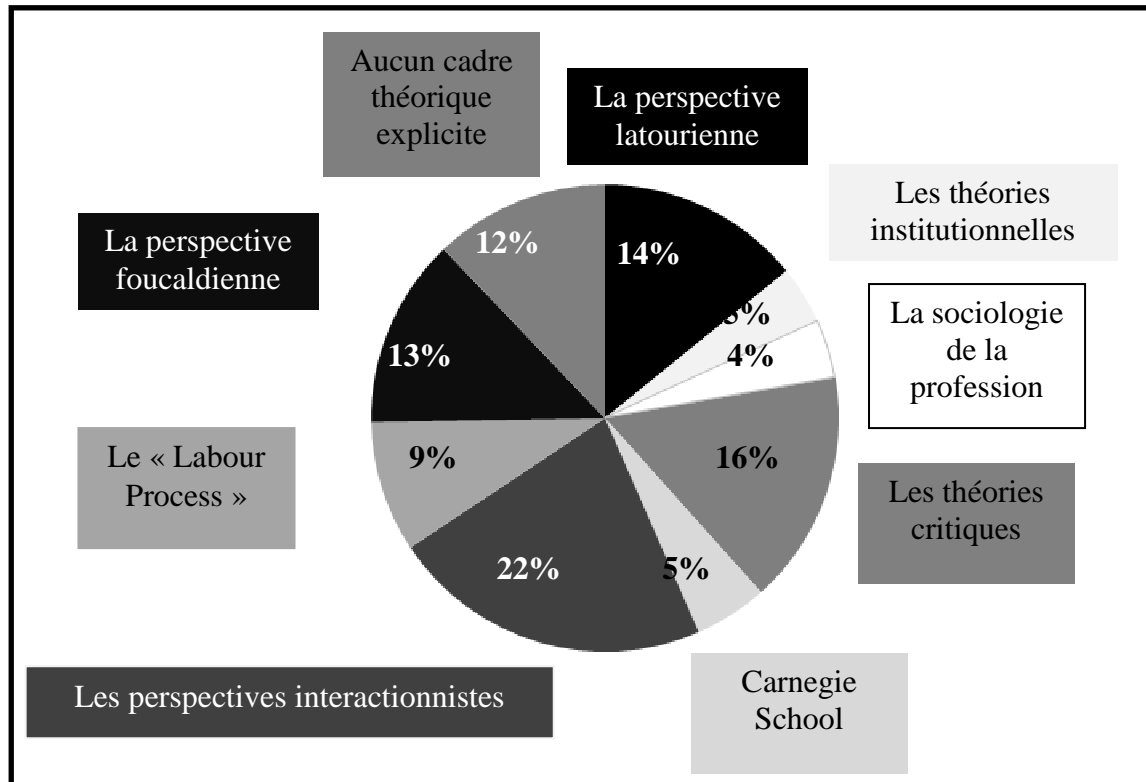 Aucun cadre
théorique
explicite
La perspective
latourienne
Les théories
institutionnelles
La perspective
foucaldienne
12%
14%
La sociologie
de la
profession
4%
13%
Le « Labour
Process »
9%
16%
Les théories
critiques
22%
5%
Les perspectives interactionnistes
Carnegie
School